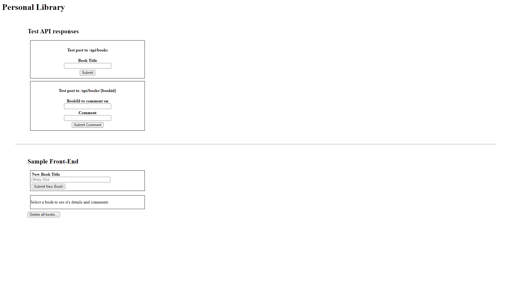 Personal Library
Test API responses
Test post to /api/books
Book Title
Submit
Test post to /api/books/{bookid}
BookId to comment on
Comment
Submit Comment
Sample Front-End
New Book Title
Moby Dick
Submit New Book!
Select a book to see it's details and comments
Delete all books...